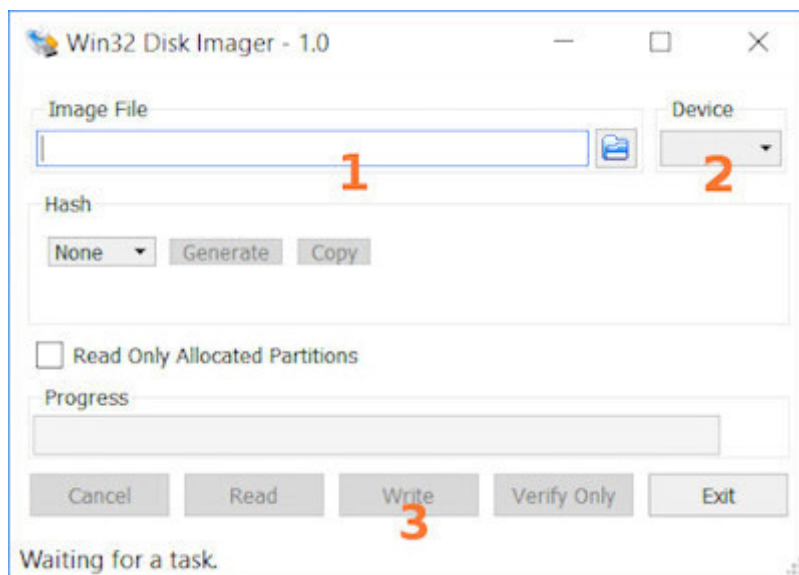 Win32 Disk Imager - 1.0
Image File Device
1 2
Hash
None Generate Copy
Read Only Allocated Partitions
Progress
Cancel Read Write Verify Only Exit
3
Waiting for a task.